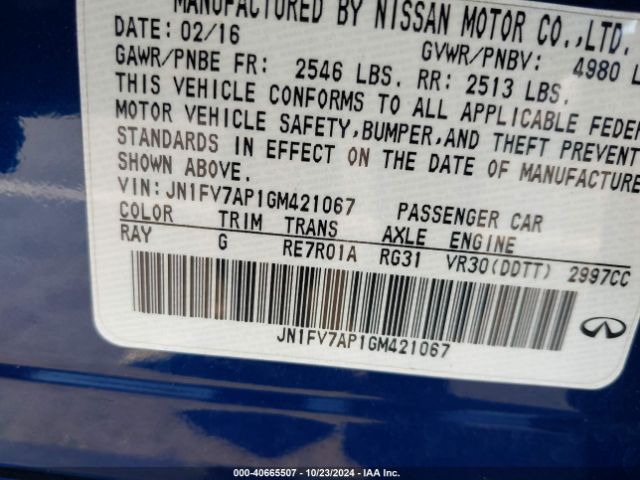 MANUFACTURED BY NISSAN MOTOR CO.,LTD.
DATE: 02/16 GVWR/PNBV: 4980 L
GAWR/PNBE FR: 2546 LBS. RR: 2513 LBS.
THIS VEHICLE CONFORMS TO ALL APPLICABLE FEDE
MOTOR VEHICLE SAFETY,BUMPER,AND THEFT PREVENT
STANDARDS IN EFFECT ON THE DATE OF MANUFACTURE
SHOWN ABOVE.
VIN: JN1FV7AP1GM421067 PASSENGER CAR
COLOR TRIM TRANS AXLE ENGINE
RAY G RE7R01A RG31 VR30(DDTT) 2997CC
JN1FV7AP1GM421067
INFINITI
000-40665507 - 10/23/2024 - IAA Inc.